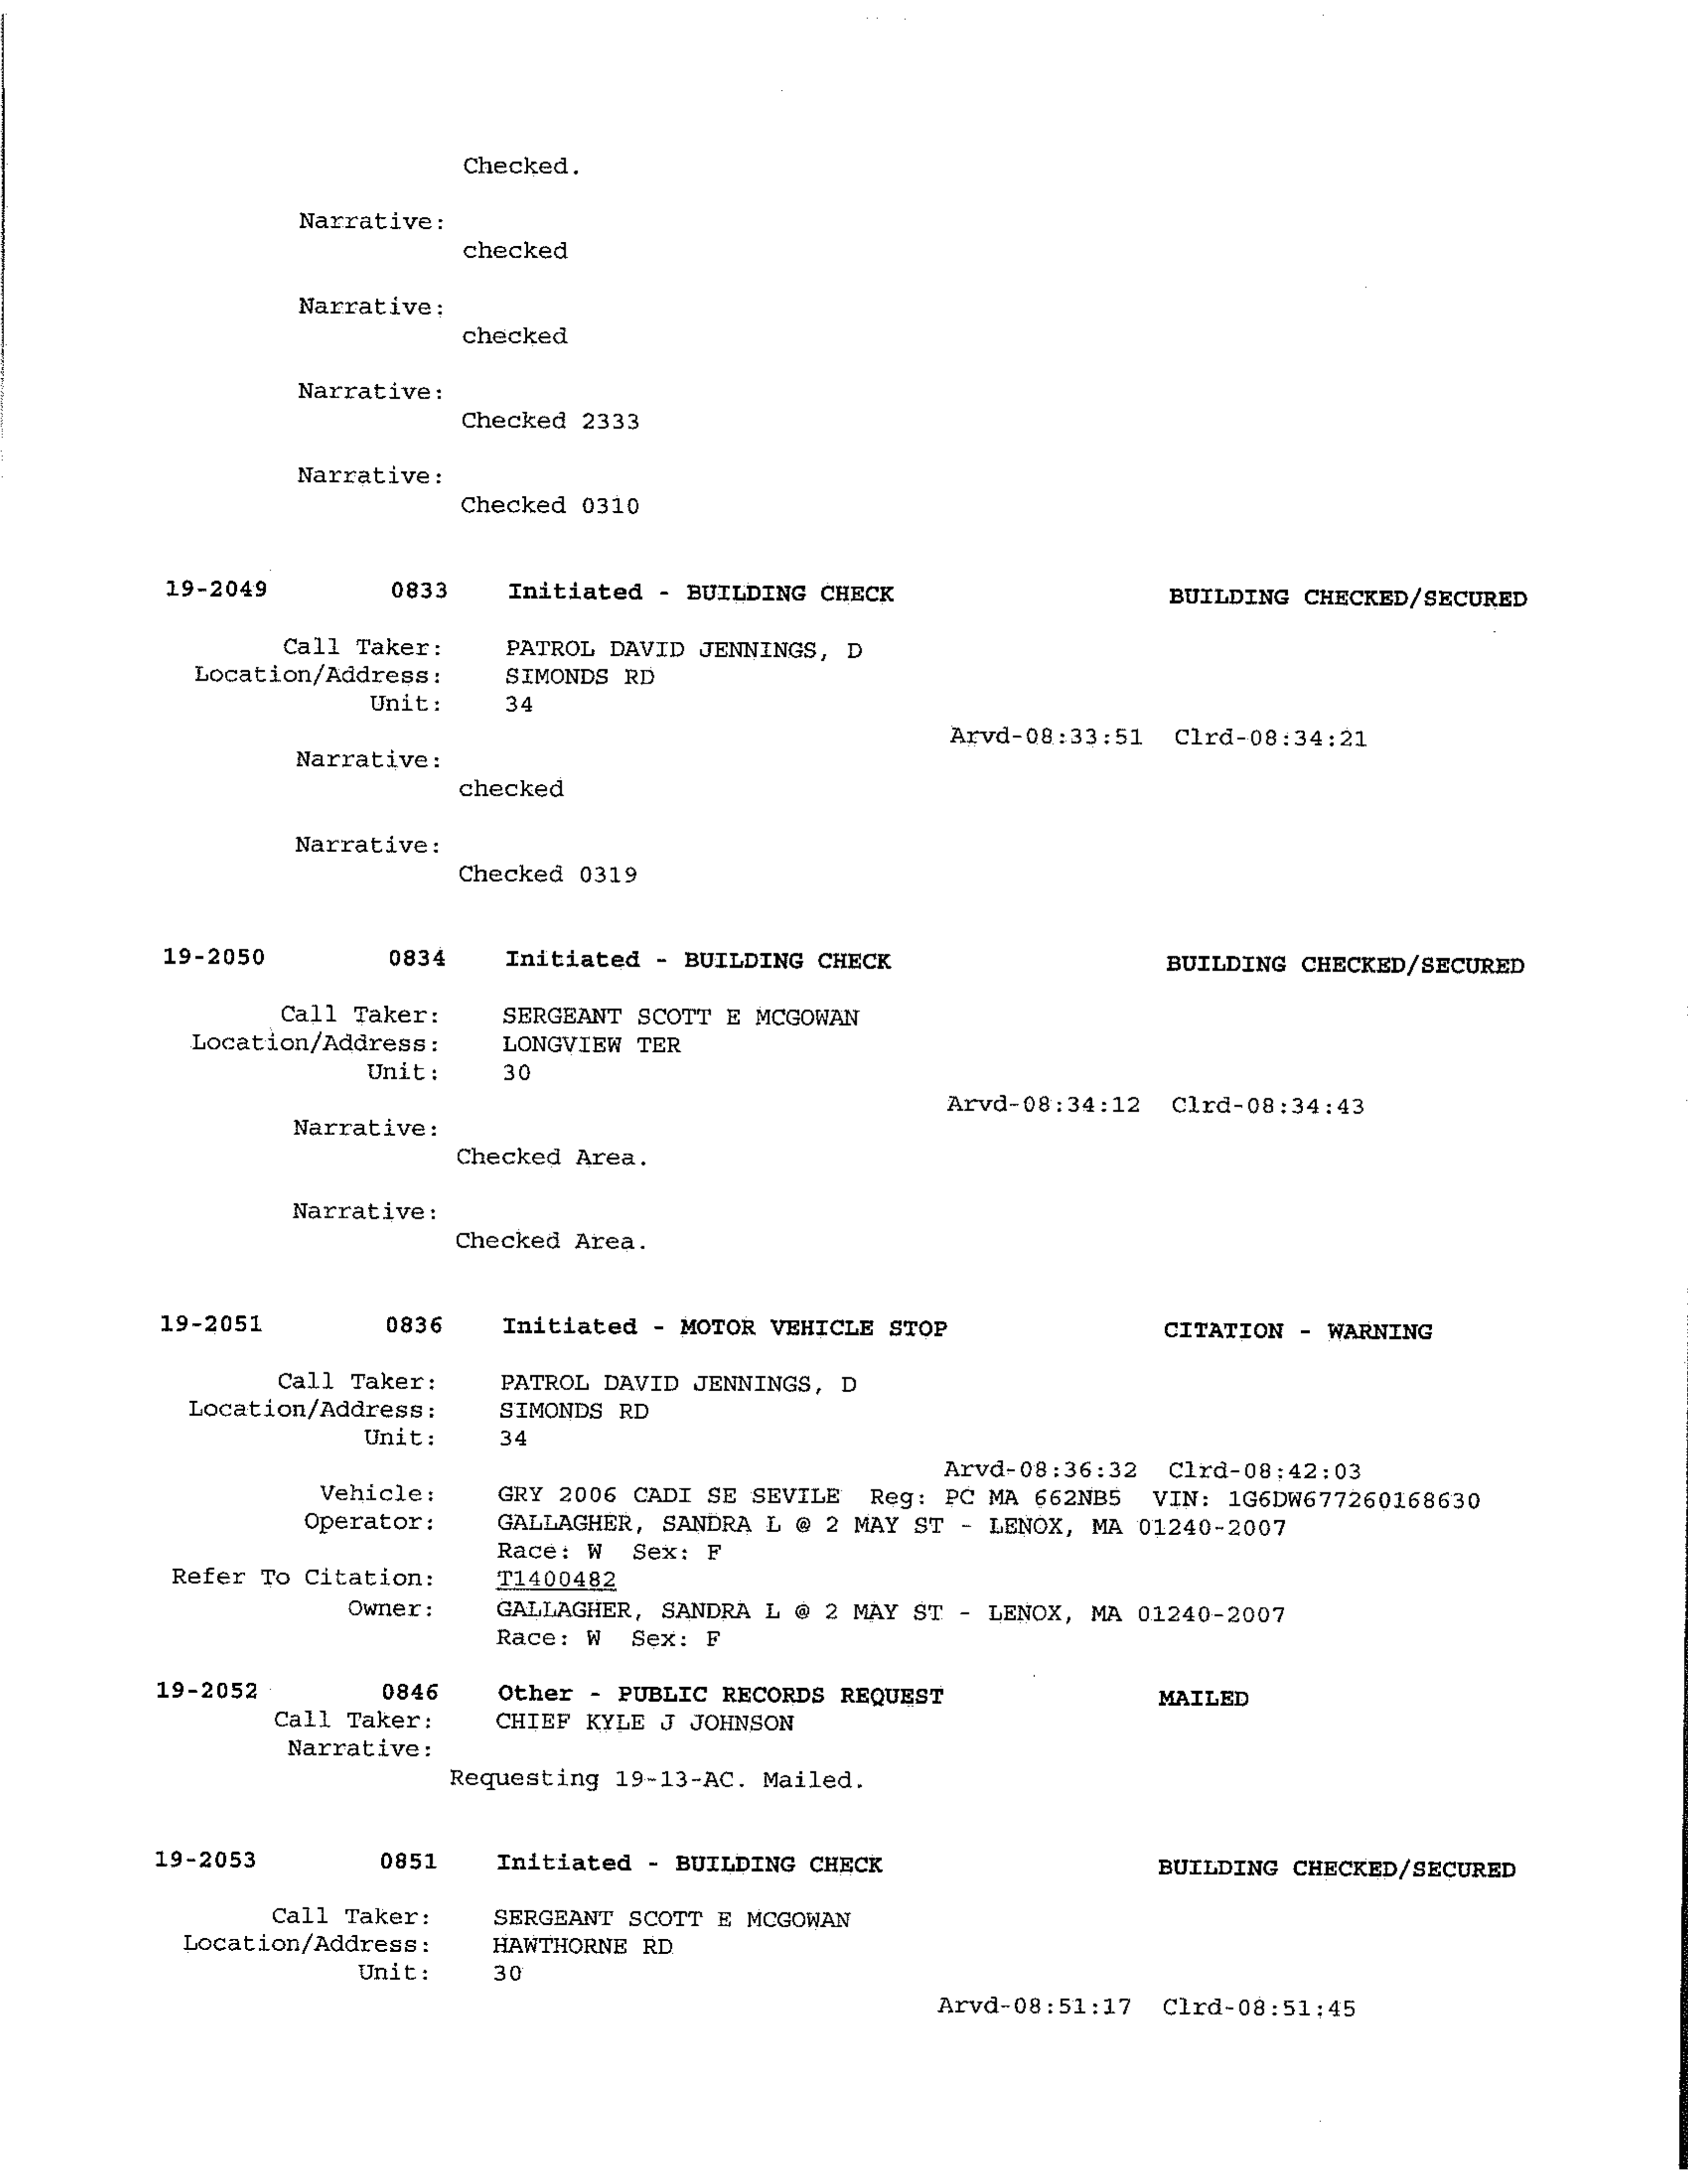 Checked.
Narrative:
checked
Narrative:
checked
Narrative:
Checked 2333
Narrative:
Checked 0310
19-2049 0833 Initiated - BUILDING CHECK BUILDING CHECKED/SECURED
Call Taker: PATROL DAVID JENNINGS, D
Location/Address: SIMONDS RD
Unit: 34
Arvd-08:33:51 Clrd-08:34:21
Narrative:
checked
Narrative:
Checked 0319
19-2050 0834 Initiated - BUILDING CHECK BUILDING CHECKED/SECURED
Call Taker: SERGEANT SCOTT E MCGOWAN
Location/Address: LONGVIEW TER
Unit: 30
Arvd-08:34:12 Clrd-08:34:43
Narrative:
Checked Area.
Narrative:
Checked Area.
19-2051 0836 Initiated - MOTOR VEHICLE STOP CITATION - WARNING
Call Taker: PATROL DAVID JENNINGS, D
Location/Address: SIMONDS RD
Unit: 34
Arvd-08:36:32 Clrd-08:42:03
Vehicle: GRY 2006 CADI SE SEVILE Reg: PC MA 662NB5 VIN: 1G6DW677260168630
Operator: GALLAGHER, SANDRA L @ 2 MAY ST - LENOX, MA 01240-2007
Race: W Sex: F
Refer To Citation: T1400482
Owner: GALLAGHER, SANDRA L @ 2 MAY ST - LENOX, MA 01240-2007
Race: W Sex: F
19-2052 0846 Other - PUBLIC RECORDS REQUEST MAILED
Call Taker: CHIEF KYLE J JOHNSON
Narrative:
Requesting 19-13-AC. Mailed.
19-2053 0851 Initiated - BUILDING CHECK BUILDING CHECKED/SECURED
Call Taker: SERGEANT SCOTT E MCGOWAN
Location/Address: HAWTHORNE RD
Unit: 30
Arvd-08:51:17 Clrd-08:51:45